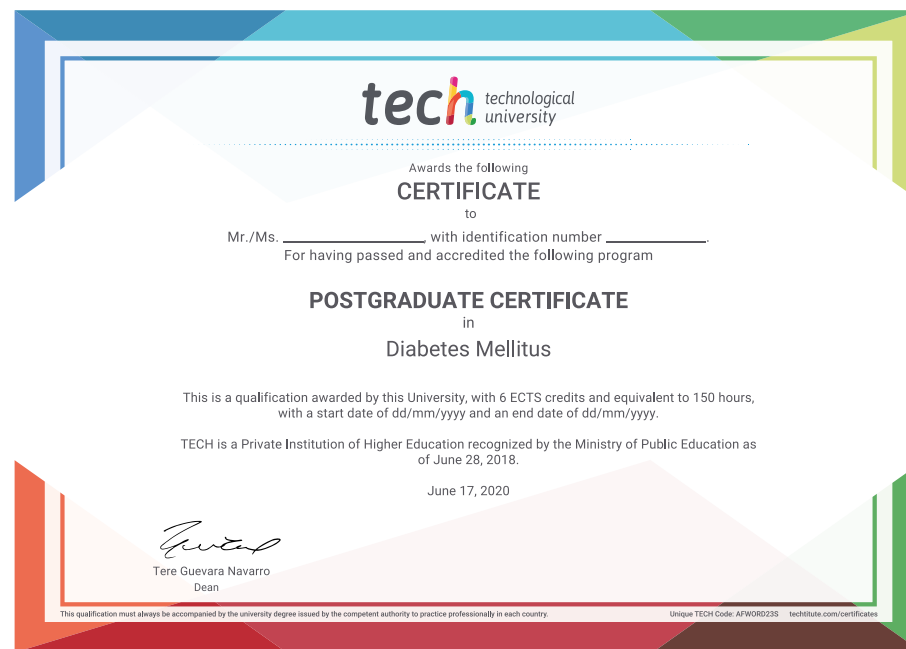 tech technological
university
Awards the following
CERTIFICATE
to
Mr./Ms. ____________, with identification number ____________.
For having passed and accredited the following program
POSTGRADUATE CERTIFICATE
in
Diabetes Mellitus
This is a qualification awarded by this University, with 6 ECTS credits and equivalent to 150 hours,
with a start date of dd/mm/yyyy and an end date of dd/mm/yyyy.
TECH is a Private Institution of Higher Education recognized by the Ministry of Public Education as
of June 28, 2018.
June 17, 2020
Tere Guevara Navarro
Dean
This qualification must always be accompanied by the university degree issued by the competent authority to practice professionally in each country. Unique TECH Code: AFWORD23S techtitute.com/certificates